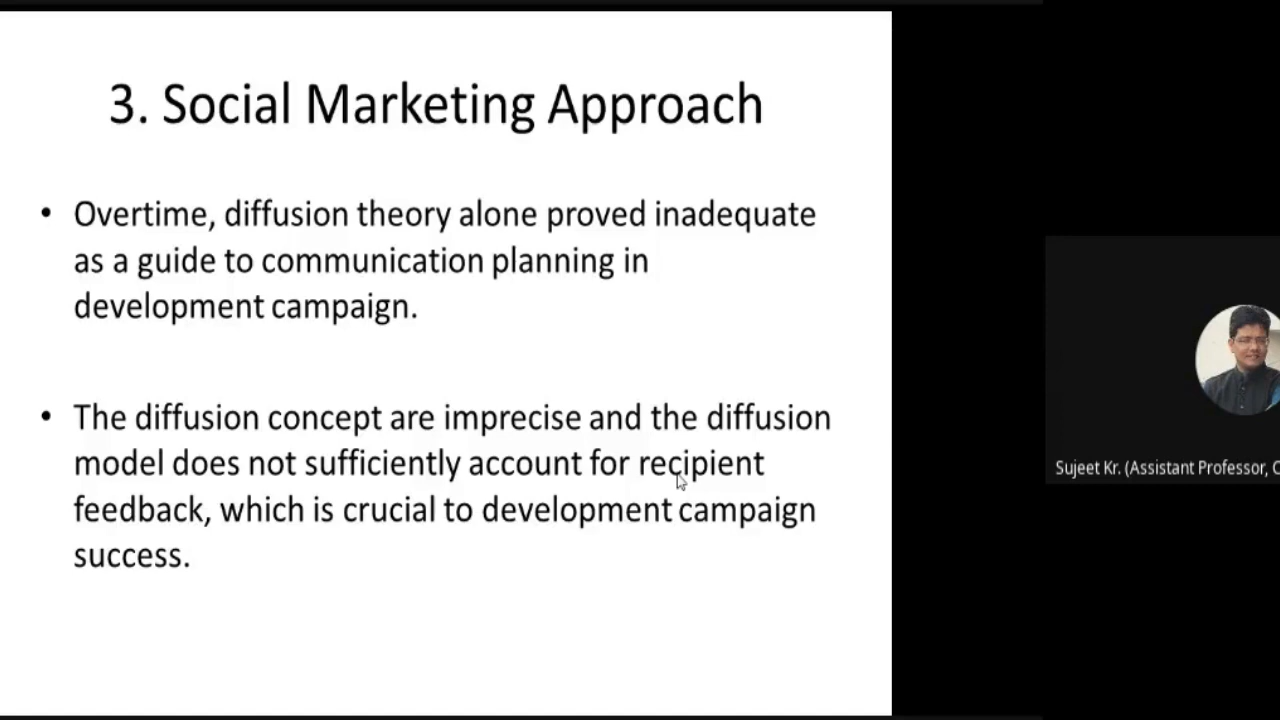 3. Social Marketing Approach
• Overtime, diffusion theory alone proved inadequate
as a guide to communication planning in
development campaign.
• The diffusion concept are imprecise and the diffusion
model does not sufficiently account for recipient
feedback, which is crucial to development campaign
success.
Sujeet Kr. (Assistant Professor, C